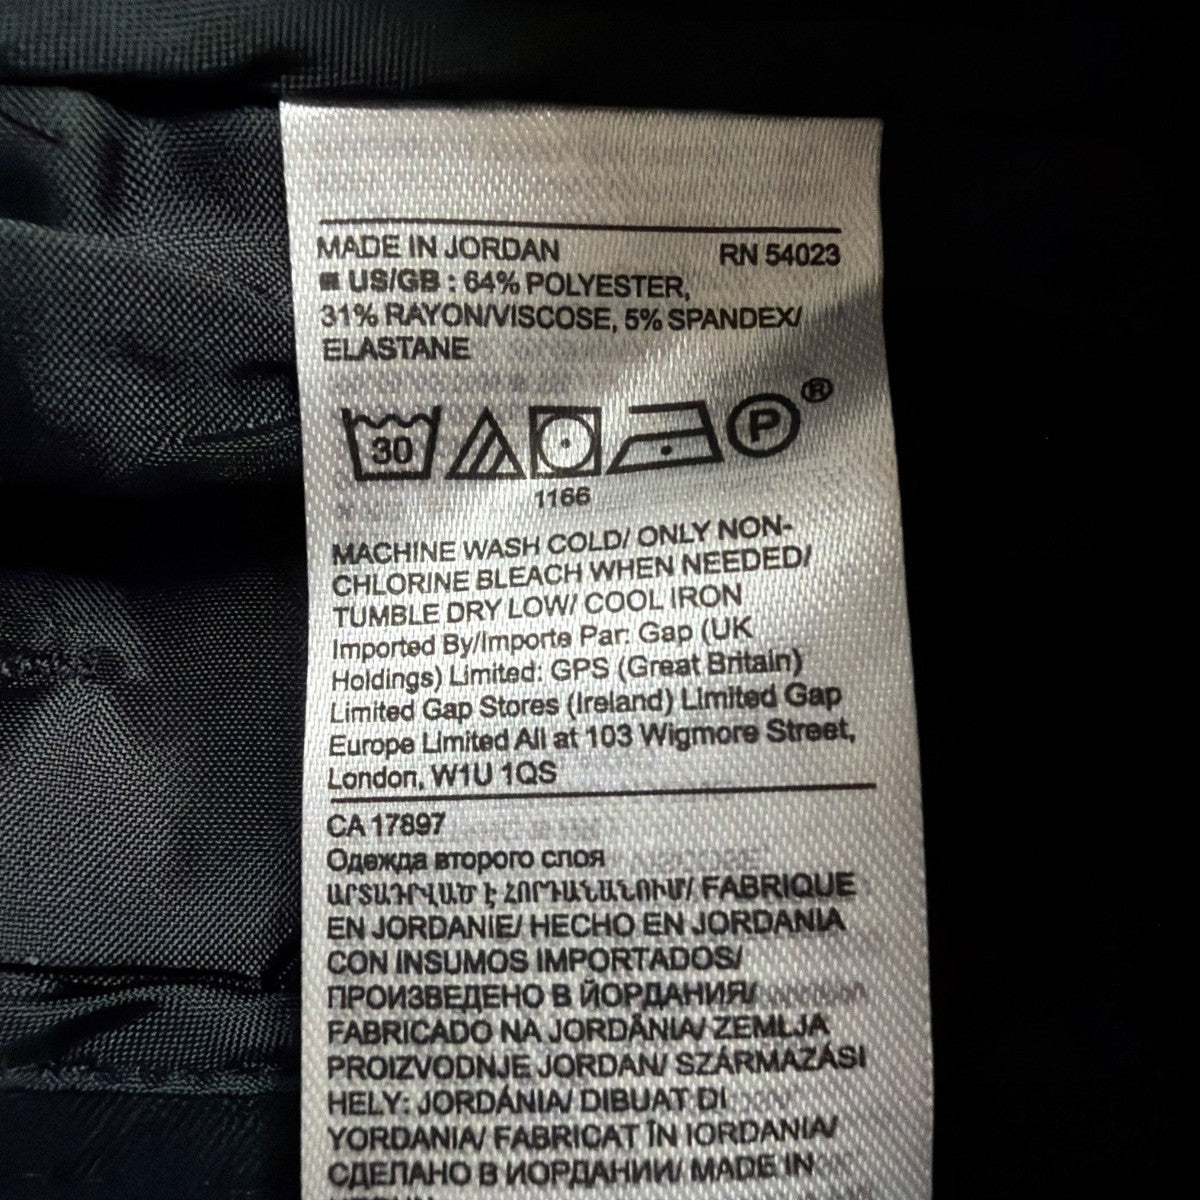 MADE IN JORDAN RN 54023
■ US/GB : 64% POLYESTER,
31% RAYON/VISCOSE, 5% SPANDEX/
ELASTANE
30 P ®
1166
MACHINE WASH COLD/ ONLY NON-
CHLORINE BLEACH WHEN NEEDED/
TUMBLE DRY LOW/ COOL IRON
Imported By/Importe Par: Gap (UK
Holdings) Limited: GPS (Great Britain)
Limited Gap Stores (Ireland) Limited Gap
Europe Limited All at 103 Wigmore Street,
London, W1U 1QS
CA 17897
Одежда второго слоя
ԱՐՏԱԴՐՎԱԾ Է ՀՈՐԴԱՆԱՆՈՒՄ/ FABRIQUE
EN JORDANIE/ HECHO EN JORDANIA
CON INSUMOS IMPORTADOS/
ПРОИЗВЕДЕНО В ЙОРДАНИЯ/
FABRICADO NA JORDÂNIA/ ZEMLJA
PROIZVODNJE JORDAN/ SZÁRMAZÁSI
HELY: JORDÁNIA/ DIBUAT DI
YORDANIA/ FABRICAT ÎN IORDANIA/
СДЕЛАНО В ИОРДАНИИ/ MADE IN